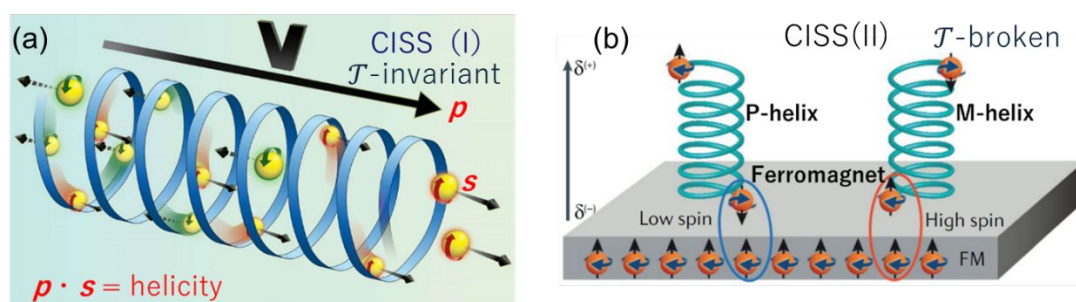 (a)
V
CISS (I)
𝒯-invariant
p
s
p · s = helicity
(b)
CISS(II)
𝒯-broken
δ(+)
P-helix
M-helix
Ferromagnet
δ(−)
Low spin
High spin
FM